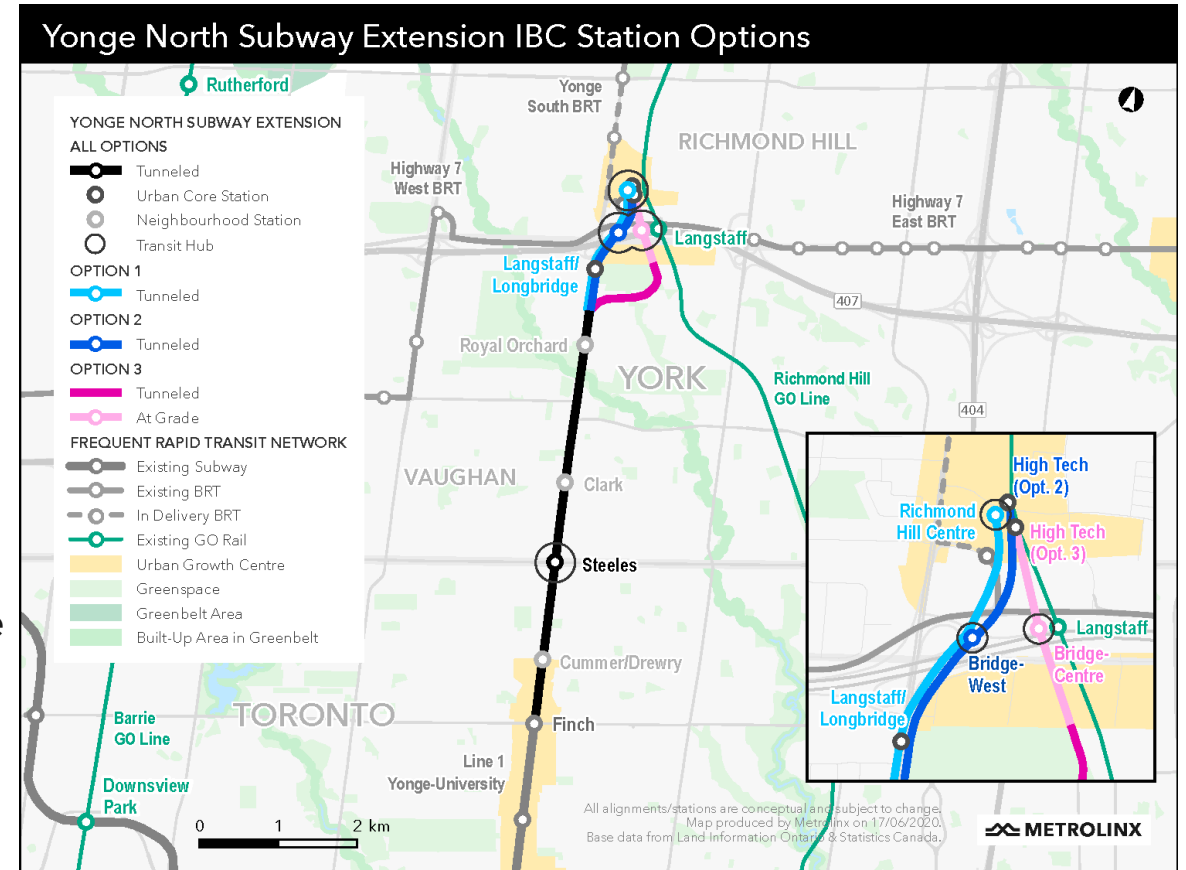 Yonge North Subway Extension IBC Station Options
Rutherford
YONGE NORTH SUBWAY EXTENSION
ALL OPTIONS
Tunneled
Urban Core Station
Neighbourhood Station
Transit Hub
OPTION 1
Tunneled
OPTION 2
Tunneled
OPTION 3
Tunneled
At Grade
FREQUENT RAPID TRANSIT NETWORK
Existing Subway
Existing BRT
In Delivery BRT
Existing GO Rail
Urban Growth Centre
Greenspace
Greenbelt Area
Built-Up Area in Greenbelt
Yonge
South BRT
RICHMOND HILL
Highway 7
West BRT
Highway 7
East BRT
Langstaff
Langstaff/
Longbridge
407
Royal Orchard
YORK
Richmond Hill
GO Line
404
VAUGHAN
Clark
Steeles
Cummer/Drewry
TORONTO
Finch
Barrie
GO Line
Line 1
Yonge-University
Downsview
Park
0 1 2 km
High Tech
(Opt. 2)
Richmond
Hill Centre
High Tech
(Opt. 3)
Langstaff
Bridge-
Centre
Bridge-
West
Langstaff/
Longbridge
All alignments/stations are conceptual and subject to change.
Map produced by Metrolinx on 17/06/2020.
Base data from Land Information Ontario & Statistics Canada.
METROLINX
e